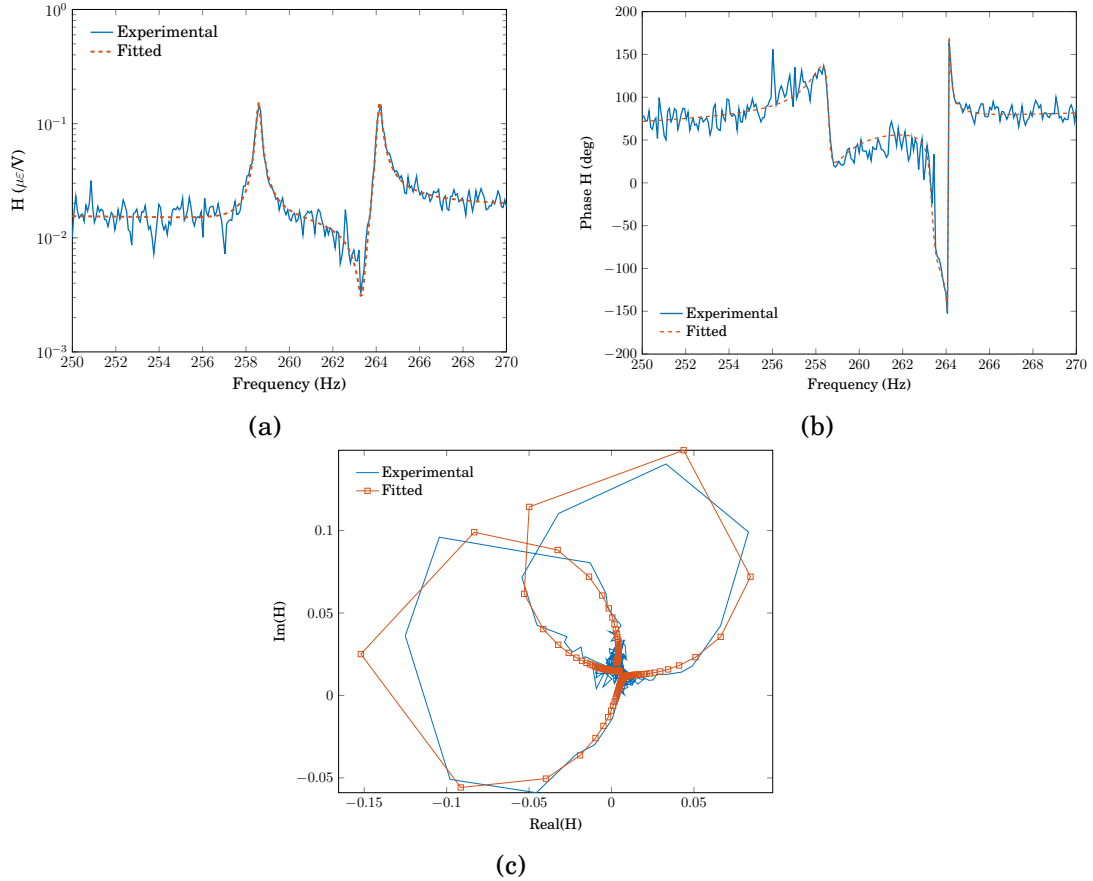 10⁰
10⁻¹
10⁻²
10⁻³
H (με/V)
Experimental
Fitted
250 252 254 256 258 260 262 264 266 268 270
Frequency (Hz)
(a)
200
150
100
50
0
−50
−100
−150
−200
Phase H (deg)
Experimental
Fitted
250 252 254 256 258 260 262 264 266 268 270
Frequency (Hz)
(b)
Experimental
Fitted
0.1
0.05
0
−0.05
Im(H)
−0.15 −0.1 −0.05 0 0.05
Real(H)
(c)